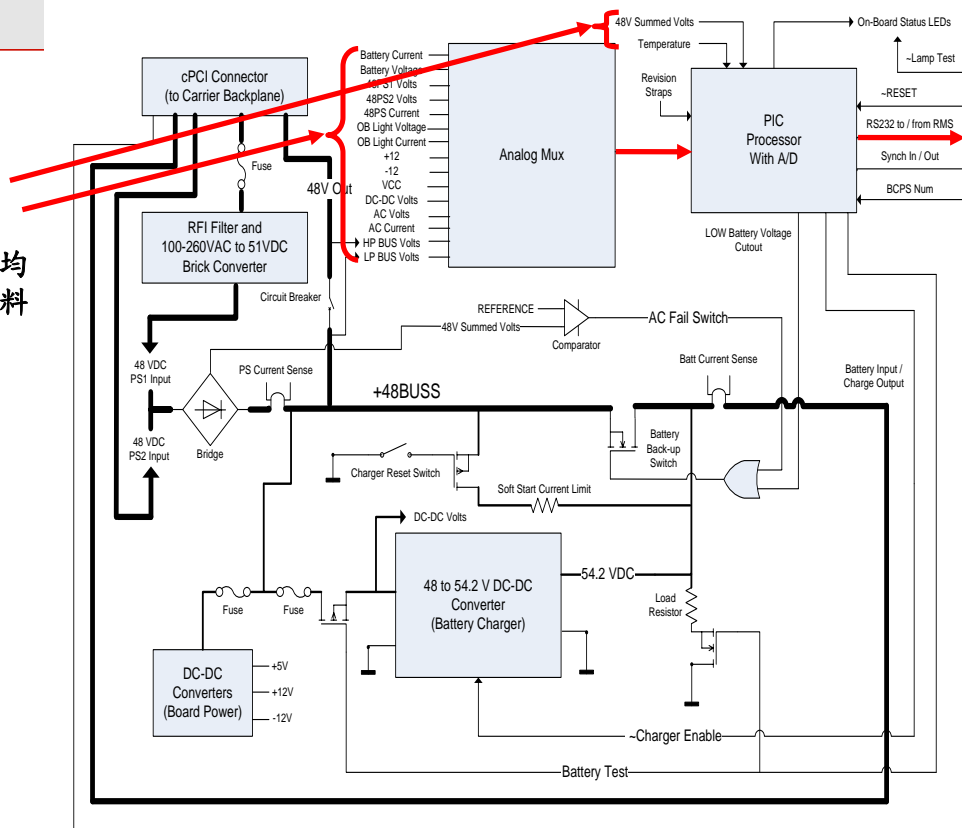 cPCI Connector
(to Carrier Backplane)
Fuse
48V Out
RFI Filter and
100-260VAC to 51VDC
Brick Converter
均
料
Circuit Breaker
Battery Current
Battery Voltage
48PS1 Volts
48PS2 Volts
48PS Current
OB Light Voltage
OB Light Current
+12
-12
VCC
DC-DC Volts
AC Volts
AC Current
HP BUS Volts
LP BUS Volts
Analog Mux
48V Summed Volts
Temperature
Revision
Straps
PIC
Processor
With A/D
On-Board Status LEDs
~Lamp Test
~RESET
RS232 to / from RMS
Synch In / Out
BCPS Num
LOW Battery Voltage
Cutout
REFERENCE
48V Summed Volts
Comparator
AC Fail Switch
48 VDC
PS1 Input
48 VDC
PS2 Input
Bridge
PS Current Sense
+48BUSS
Batt Current Sense
Battery Input /
Charge Output
Battery
Back-up
Switch
Charger Reset Switch
Soft Start Current Limit
DC-DC Volts
48 to 54.2 V DC-DC
Converter
(Battery Charger)
54.2 VDC
Load
Resistor
Fuse
Fuse
DC-DC
Converters
(Board Power)
+5V
+12V
-12V
~Charger Enable
Battery Test